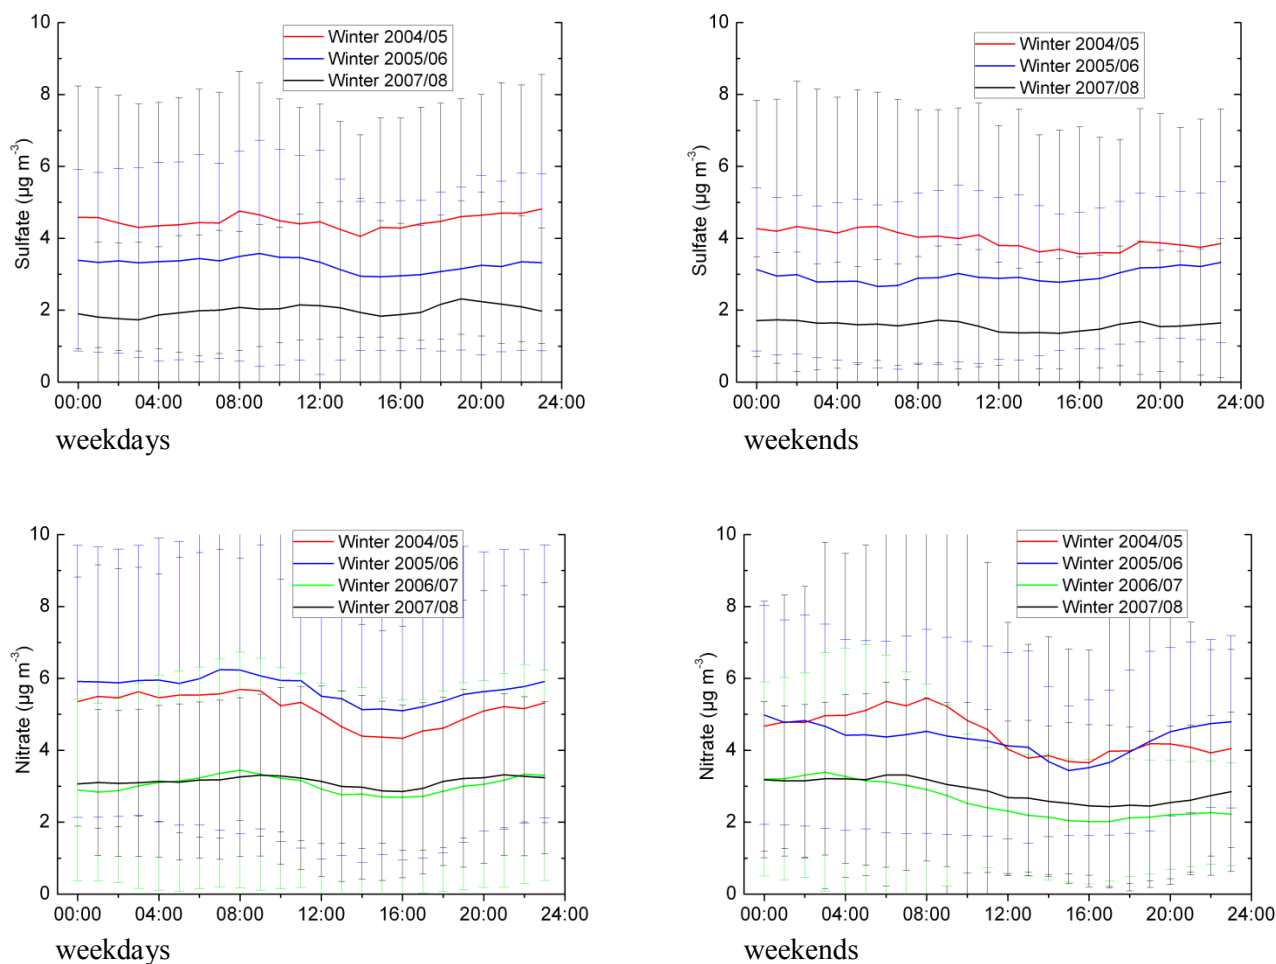 Sulfate (µg m-3)
10
8
6
4
2
0
Winter 2004/05
Winter 2005/06
Winter 2007/08
00:00 04:00 08:00 12:00 16:00 20:00 24:00
weekdays
Sulfate (µg m-3)
10
8
6
4
2
0
Winter 2004/05
Winter 2005/06
Winter 2007/08
00:00 04:00 08:00 12:00 16:00 20:00 24:00
weekends
Nitrate (µg m-3)
10
8
6
4
2
0
Winter 2004/05
Winter 2005/06
Winter 2006/07
Winter 2007/08
00:00 04:00 08:00 12:00 16:00 20:00 24:00
weekdays
Nitrate (µg m-3)
10
8
6
4
2
0
Winter 2004/05
Winter 2005/06
Winter 2006/07
Winter 2007/08
00:00 04:00 08:00 12:00 16:00 20:00 24:00
weekends